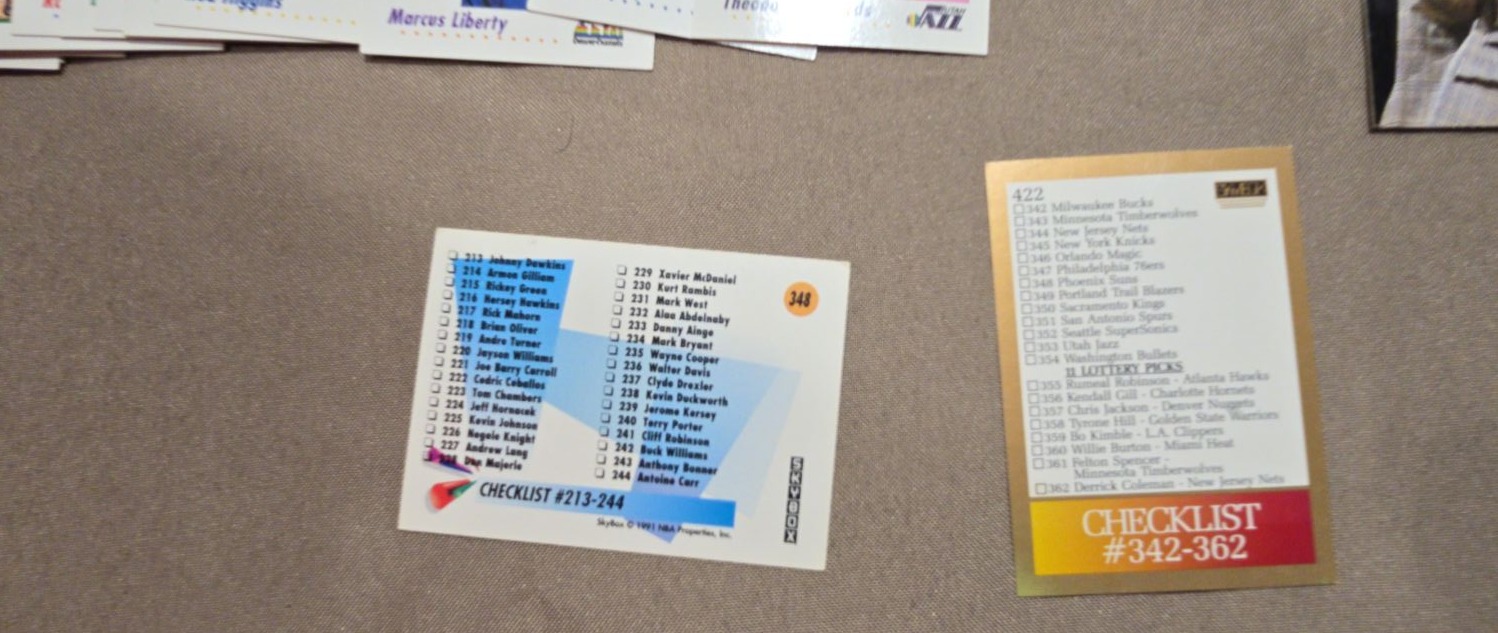 Marcus Liberty
UTAH
JAZZ
213 Johnny Dawkins
214 Armon Gilliam
215 Rickey Green
216 Hersey Hawkins
217 Rick Mahorn
218 Brian Oliver
219 Andre Turner
220 Jayson Williams
221 Joe Barry Carroll
222 Cedric Ceballos
223 Tom Chambers
224 Jeff Hornacek
225 Kevin Johnson
226 Negele Knight
227 Andrew Lang
228 Dan Majerle
229 Xavier McDaniel
230 Kurt Rambis
231 Mark West
232 Alaa Abdelnaby
233 Danny Ainge
234 Mark Bryant
235 Wayne Cooper
236 Walter Davis
237 Clyde Drexler
238 Kevin Duckworth
239 Jerome Kersey
240 Terry Porter
241 Cliff Robinson
242 Buck Williams
243 Anthony Bonner
244 Antoine Carr
348
CHECKLIST #213-244
SkyBox © 1991 NBA Properties, Inc.
SKYBOX
422
342 Milwaukee Bucks
343 Minnesota Timberwolves
344 New Jersey Nets
345 New York Knicks
346 Orlando Magic
347 Philadelphia 76ers
348 Phoenix Suns
349 Portland Trail Blazers
350 Sacramento Kings
351 San Antonio Spurs
352 Seattle SuperSonics
353 Utah Jazz
354 Washington Bullets
11 LOTTERY PICKS
355 Rumeal Robinson - Atlanta Hawks
356 Kendall Gill - Charlotte Hornets
357 Chris Jackson - Denver Nuggets
358 Tyrone Hill - Golden State Warriors
359 Bo Kimble - L.A. Clippers
360 Willie Burton - Miami Heat
361 Felton Spencer -
Minnesota Timberwolves
362 Derrick Coleman - New Jersey Nets
CHECKLIST
#342-362